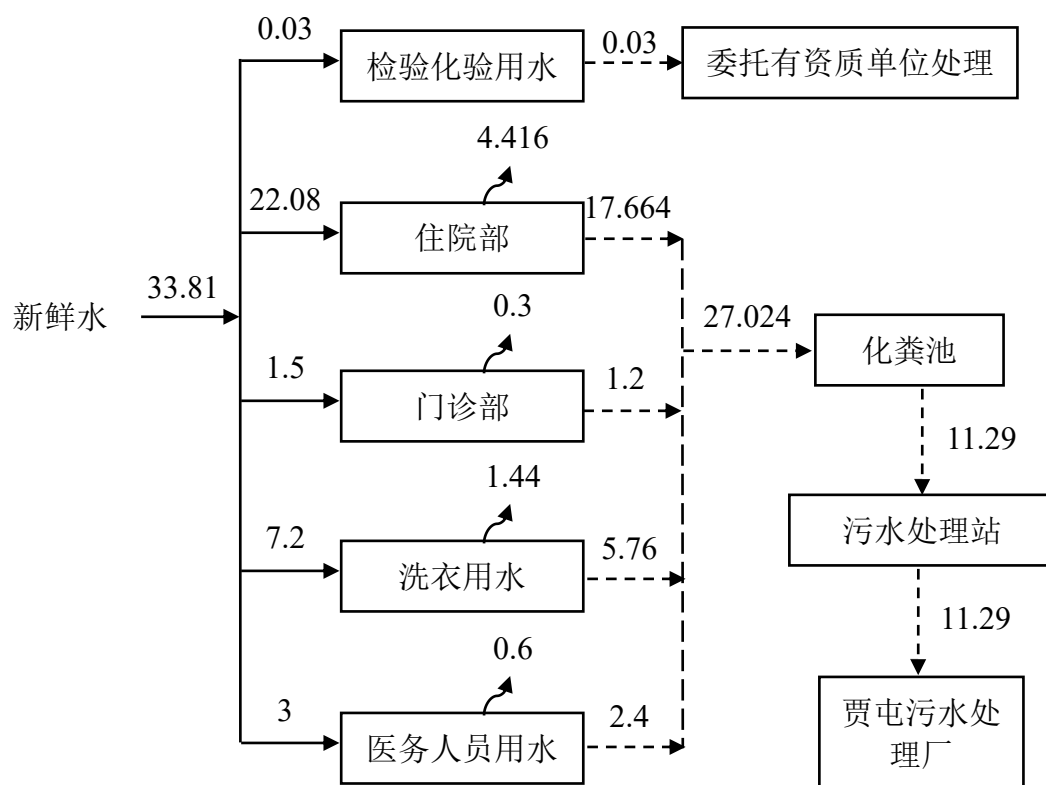 0.03
检验化验用水
0.03
委托有资质单位处理
4.416
22.08
住院部
17.664
新鲜水
33.81
0.3
27.024
化粪池
1.5
门诊部
1.2
11.29
1.44
7.2
洗衣用水
5.76
污水处理站
11.29
0.6
3
医务人员用水
2.4
贾屯污水处
理厂